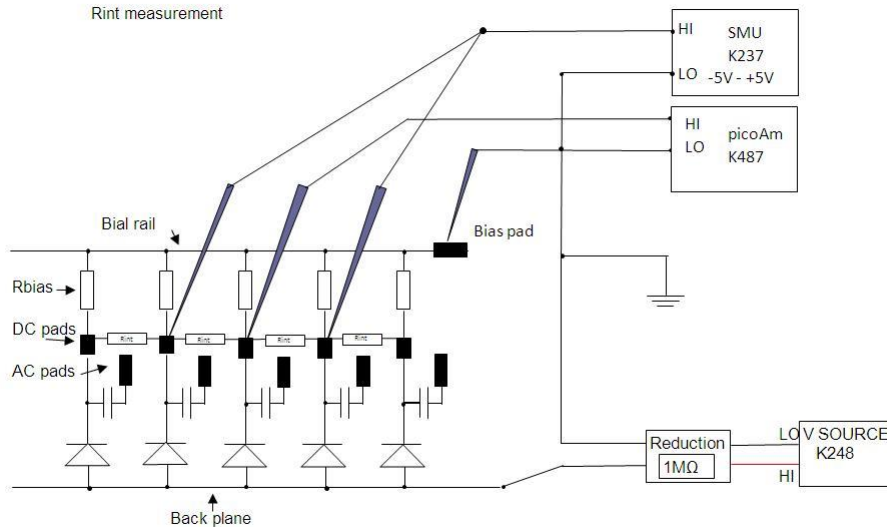 Rint measurement
HI
SMU
K237
LO
-5V - +5V
HI
picoAm
LO
K487
Bial rail
Bias pad
Rbias
DC pads
Rint
Rint
Rint
Rint
AC pads
Reduction
1MΩ
LO
V SOURCE
K248
HI
Back plane